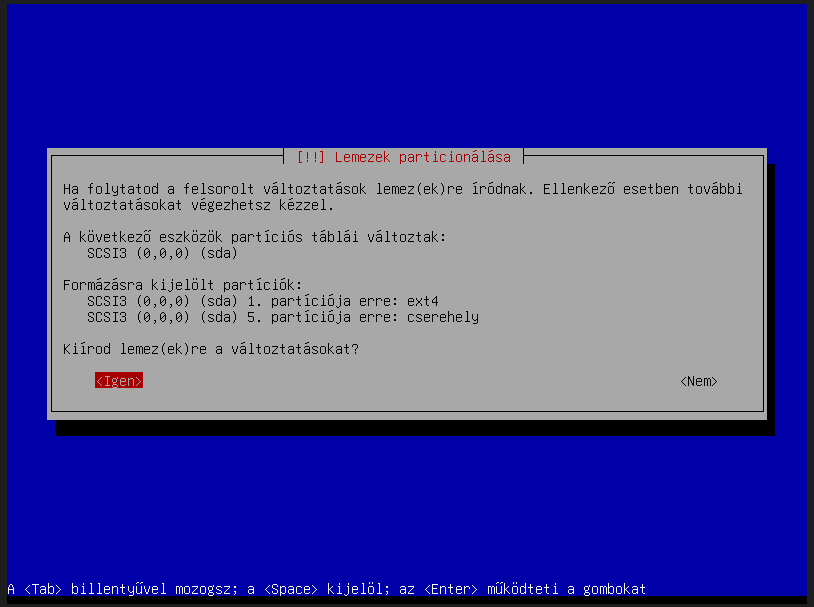 [!!] Lemezek particionálása
Ha folytatod a felsorolt változtatások lemez(ek)re íródnak. Ellenkező esetben további
változtatásokat végezhetsz kézzel.
A következő eszközök partíciós táblái változtak:
SCSI3 (0,0,0) (sda)
Formázásra kijelölt partíciók:
SCSI3 (0,0,0) (sda) 1. partíciója erre: ext4
SCSI3 (0,0,0) (sda) 5. partíciója erre: cserehely
Kiírod lemez(ek)re a változtatásokat?
<Igen> <Nem>
A <Tab> billentyűvel mozogsz; a <Space> kijelöl; az <Enter> működteti a gombokat